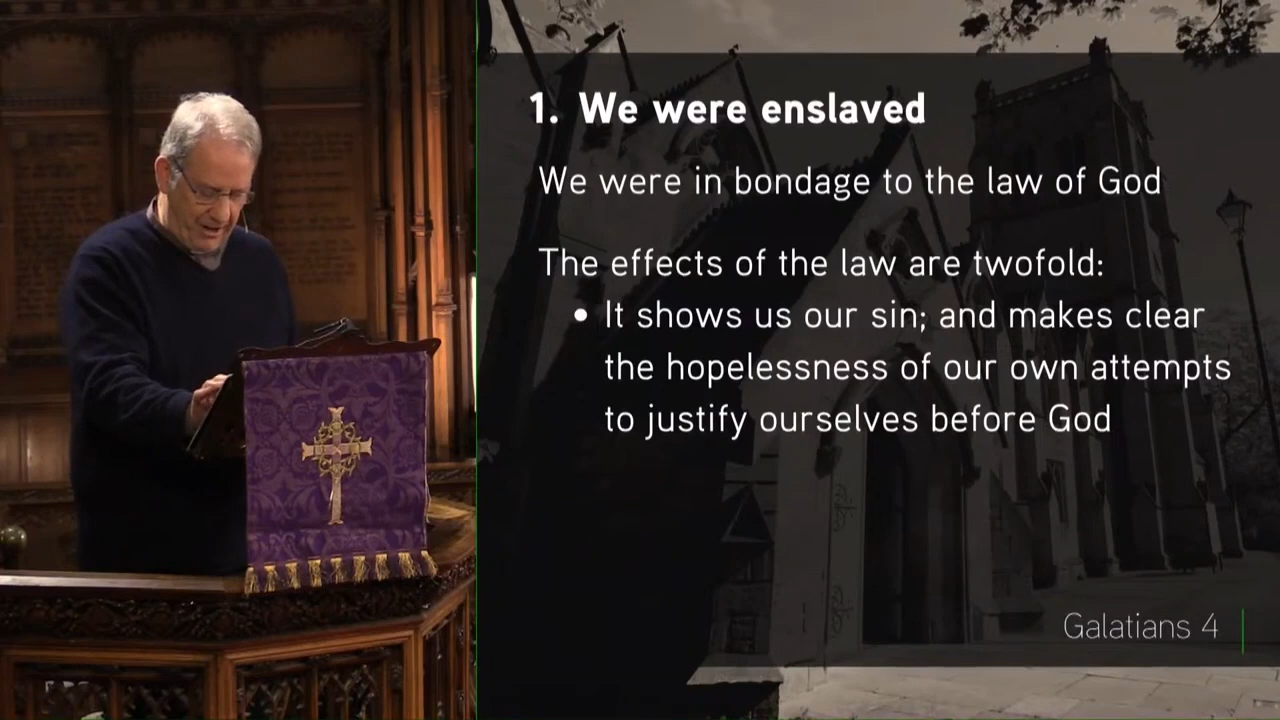 1. We were enslaved
We were in bondage to the law of God
The effects of the law are twofold:
• It shows us our sin; and makes clear
the hopelessness of our own attempts
to justify ourselves before God
Galatians 4